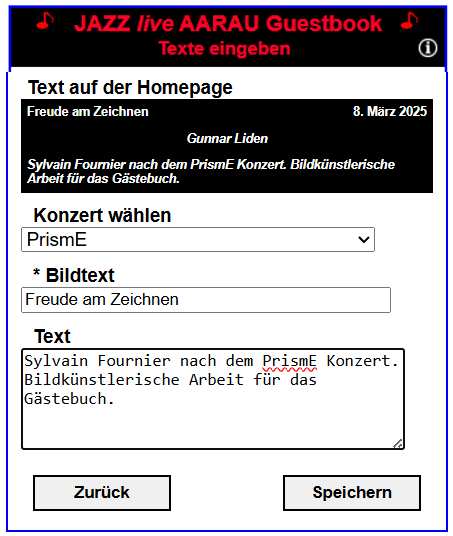 JAZZ live AARAU Guestbook
Texte eingeben
Text auf der Homepage
Freude am Zeichnen 8. März 2025
Gunnar Liden
Sylvain Fournier nach dem PrismE Konzert. Bildkünstlerische
Arbeit für das Gästebuch.
Konzert wählen
PrismE
* Bildtext
Freude am Zeichnen
Text
Sylvain Fournier nach dem PrismE Konzert.
Bildkünstlerische Arbeit für das
Gästebuch.
Zurück Speichern